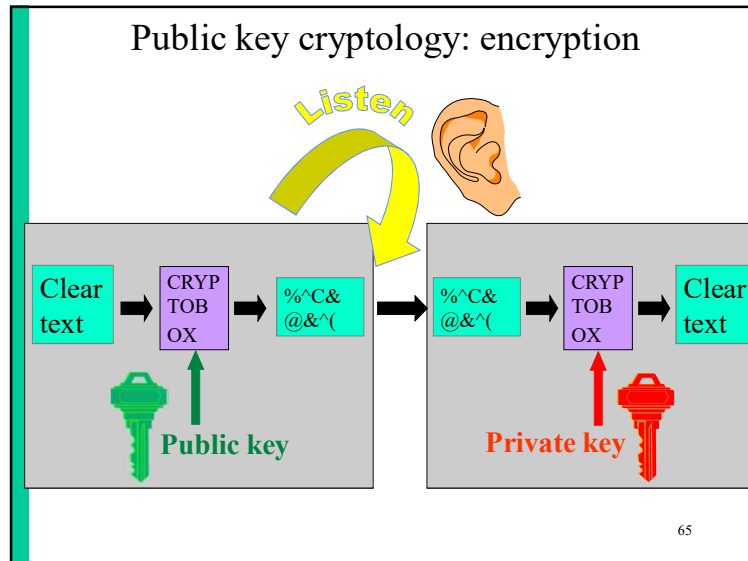 Public key cryptology: encryption
Listen
Clear
text
CRYP
TOB
OX
%^C&
@&^(
%^C&
@&^(
CRYP
TOB
OX
Clear
text
Public key
Private key
65